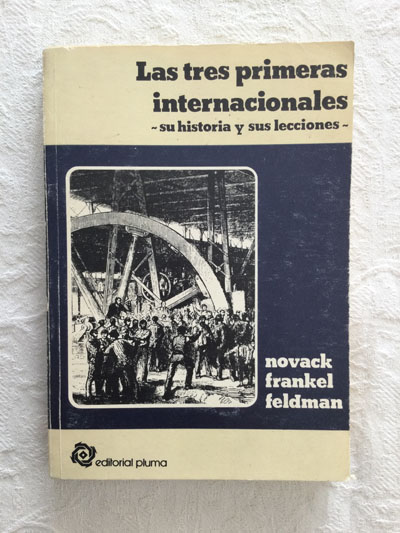 Las tres primeras
internacionales
~su historia y sus lecciones~
novack
frankel
feldman
editorial pluma